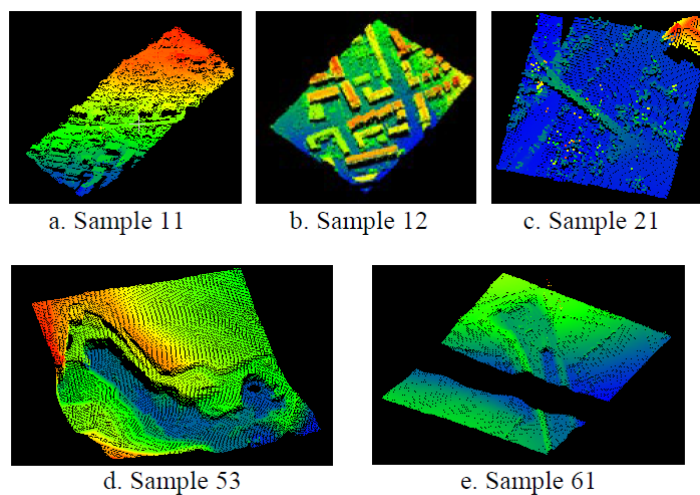 a. Sample 11
b. Sample 12
c. Sample 21
d. Sample 53
e. Sample 61